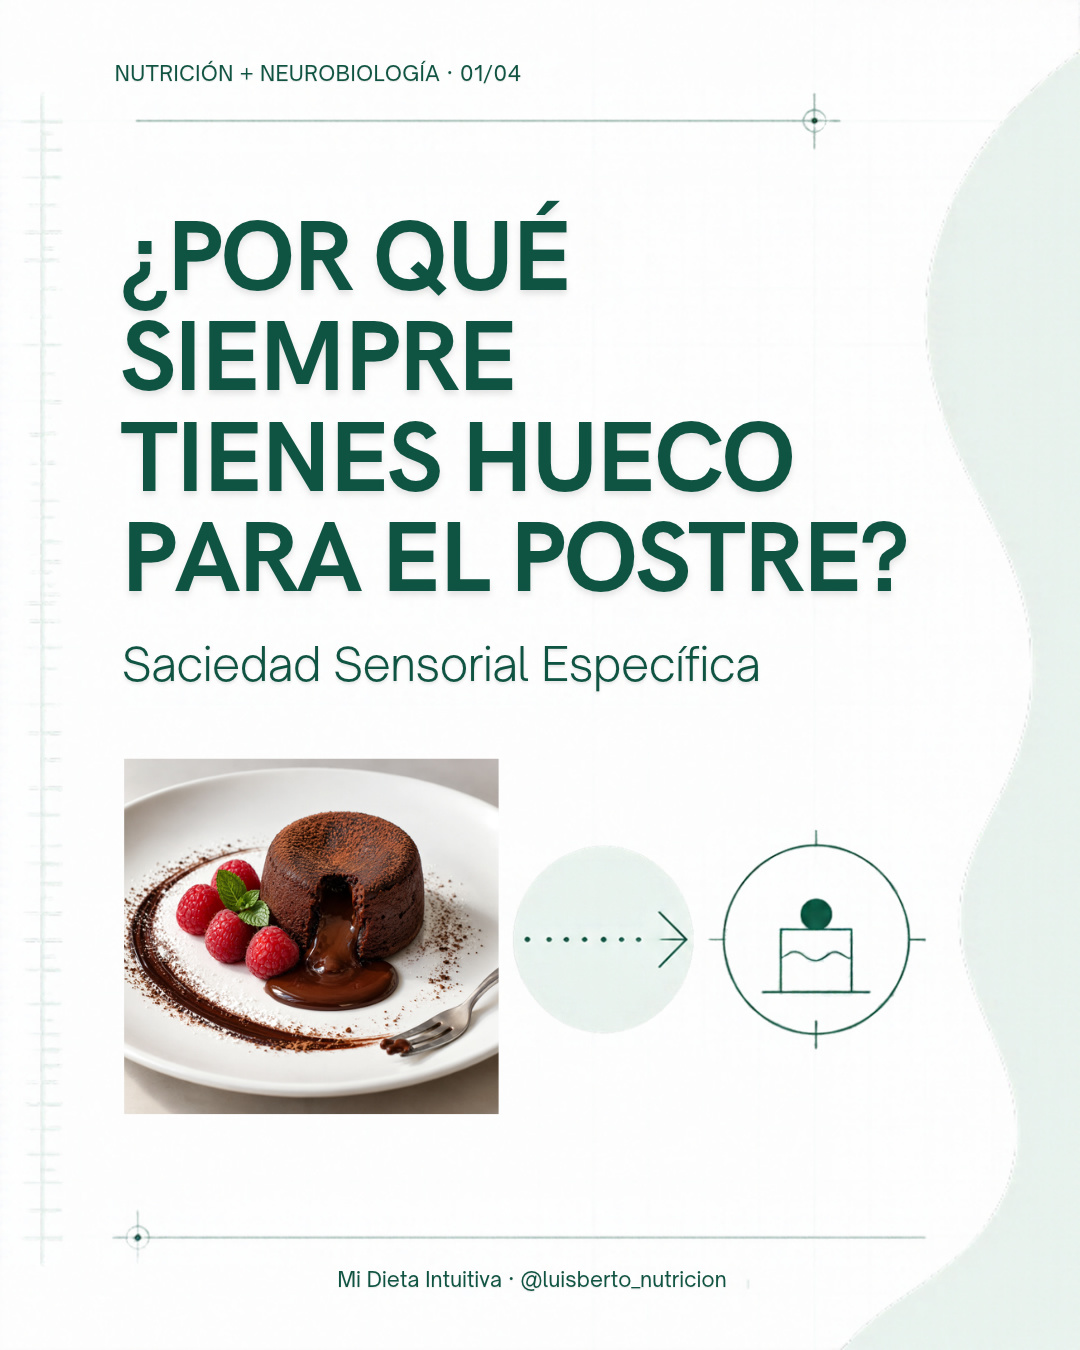 NUTRICIÓN + NEUROBIOLOGÍA · 01/04
¿POR QUÉ
SIEMPRE
TIENES HUECO
PARA EL POSTRE?
Saciedad Sensorial Específica
Mi Dieta Intuitiva · @luisberto_nutricion